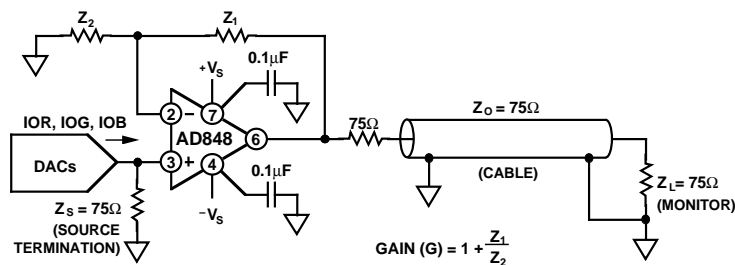 Z2
Z1
0.1µF
+VS
IOR, IOG, IOB
DACs
2
−
7
AD848
6
3
+
4
75Ω
ZO = 75Ω
(CABLE)
0.1µF
−VS
ZS = 75Ω
(SOURCE
TERMINATION)
ZL = 75Ω
(MONITOR)
GAIN (G) = 1 + Z1
Z2